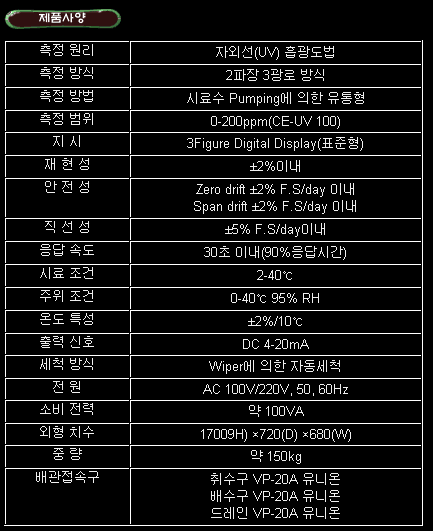 제품사양
측정 원리 자외선(UV) 흡광도법
측정 방식 2파장 3광로 방식
측정 방법 시료수 Pumping에 의한 유통형
측정 범위 0-200ppm(CE-UV 100)
지 시 3Figure Digital Display(표준형)
재 현 성 ±2%이내
안 전 성 Zero drift ±2% F.S/day 이내
Span drift ±2% F.S/day 이내
직 선 성 ±5% F.S/day이내
응답 속도 30초 이내(90%응답시간)
시료 조건 2-40℃
주위 조건 0-40℃ 95% RH
온도 특성 ±2%/10℃
출력 신호 DC 4-20mA
세척 방식 Wiper에 의한 자동세척
전 원 AC 100V/220V, 50, 60Hz
소비 전력 약 100VA
외형 치수 17009H) ×720(D) ×680(W)
중 량 약 150kg
배관접속구 취수구 VP-20A 유니온
배수구 VP-20A 유니온
드레인 VP-20A 유니온